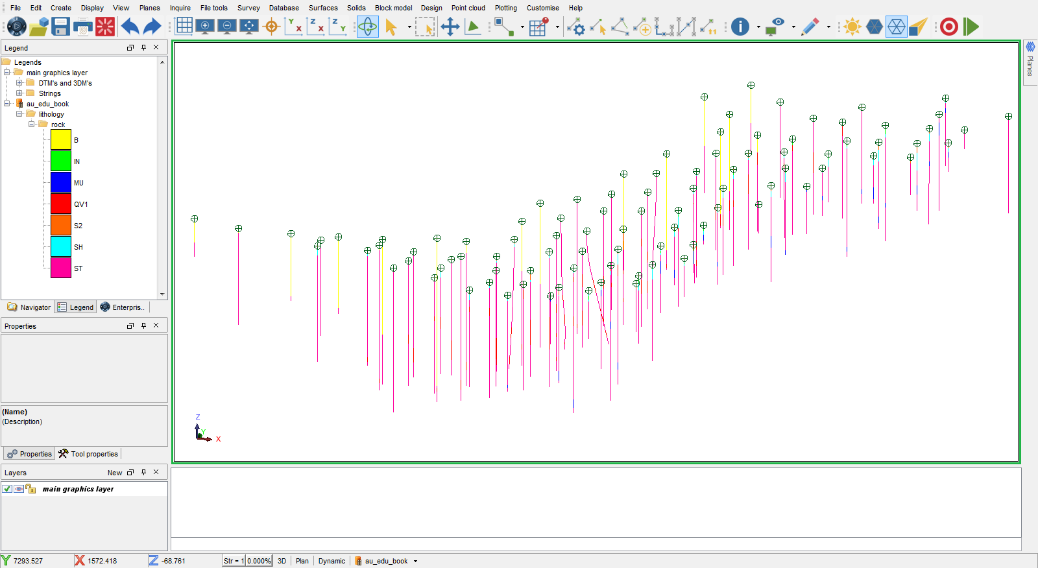 File Edit Create Display View Planes Inquire File tools Survey Database Surfaces Solids Block model Design Point cloud Plotting Customise Help
Legend
Legends
main graphics layer
DTM's and 3DM's
Strings
au_edu_book
lithology
rock
B
IN
MU
QV1
S2
SH
ST
Navigator Legend Enterpris..
Properties
(Name)
(Description)
Properties Tool properties
Layers New
main graphics layer
Planes
Y X
Z X
Z Y
Z
Y
X
Y 7293.527 X 1572.418 Z -68.761 Str = 1 0.000% 3D Plan Dynamic au_edu_book